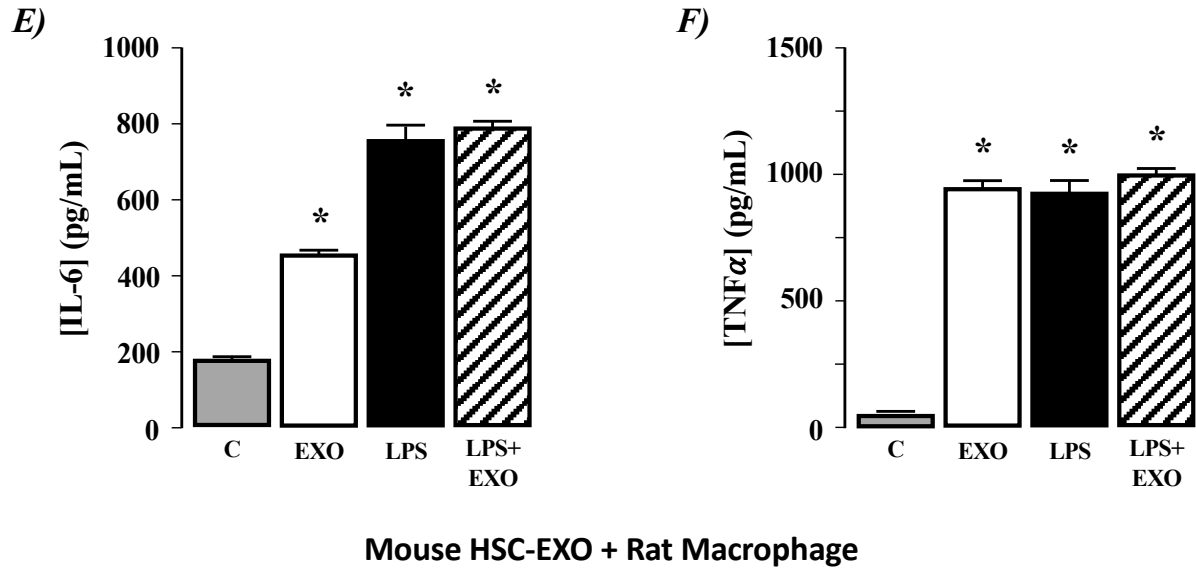 E)
[IL-6] (pg/mL)
1000
800
600
400
200
0
*
*
*
C
EXO
LPS
LPS+
EXO
F)
[TNFα] (pg/mL)
1500
1000
500
0
*
*
*
C
EXO
LPS
LPS+
EXO
Mouse HSC-EXO + Rat Macrophage